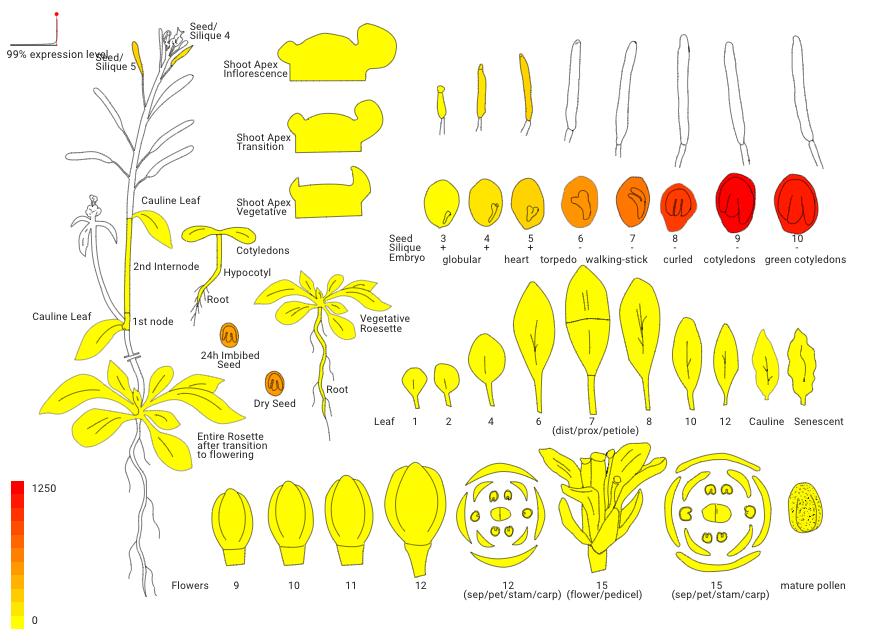 Seed/
Silique 4
99% expression level
Seed/
Silique 5
Shoot Apex
Inflorescence
Shoot Apex
Transition
Shoot Apex
Vegetative
Cauline Leaf
Cotyledons
2nd Internode
Hypocotyl
Root
Cauline Leaf
1st node
Vegetative
Roesette
24h Imbibed
Seed
Root
Dry Seed
Entire Rosette
after transition
to flowering
3 4 5 6 7 8 9 10
Seed
Silique + + + - - - - -
Embryo globular heart torpedo walking-stick curled cotyledons green cotyledons
Leaf 1 2 4 6 7 8 10 12 Cauline Senescent
(dist/prox/petiole)
1250
0
Flowers 9 10 11 12 12 15 15 mature pollen
(sep/pet/stam/carp) (flower/pedicel) (sep/pet/stam/carp)